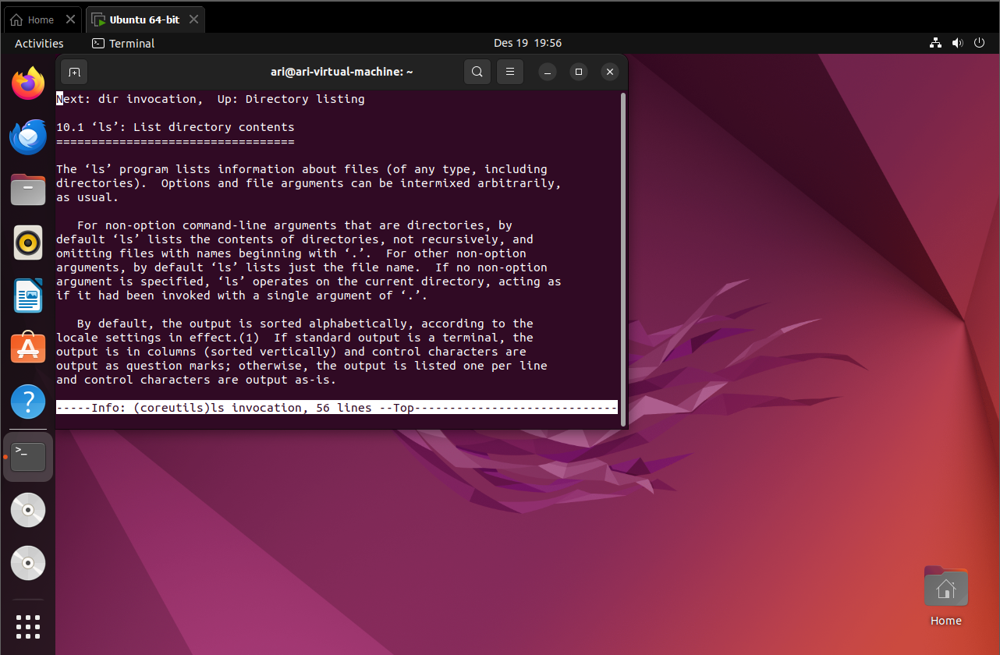 Home
Ubuntu 64-bit
Activities
Terminal
Des 19 19:56
ari@ari-virtual-machine: ~
Next: dir invocation,  Up: Directory listing
10.1 ‘ls’: List directory contents
==================================
The ‘ls’ program lists information about files (of any type, including
directories).  Options and file arguments can be intermixed arbitrarily,
as usual.
For non-option command-line arguments that are directories, by
default ‘ls’ lists the contents of directories, not recursively, and
omitting files with names beginning with ‘.’.  For other non-option
arguments, by default ‘ls’ lists just the file name.  If no non-option
argument is specified, ‘ls’ operates on the current directory, acting as
if it had been invoked with a single argument of ‘.’.
By default, the output is sorted alphabetically, according to the
locale settings in effect.(1)  If standard output is a terminal, the
output is in columns (sorted vertically) and control characters are
output as question marks; otherwise, the output is listed one per line
and control characters are output as-is.
-----Info: (coreutils)ls invocation, 56 lines --Top-----------------------------
Home